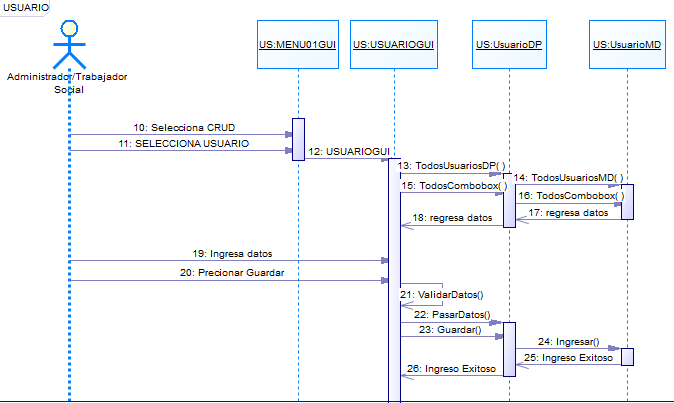 USUARIO
US:MENU01GUI
US:USUARIOGUI
US:UsuarioDP
US:UsuarioMD
Administrador/Trabajador
Social
10: Selecciona CRUD
11: SELECCIONA USUARIO
12: USUARIOGUI
13: TodosUsuariosDP( )
14: TodosUsuariosMD( )
15: TodosCombobox( )
16: TodosCombobox( )
17: regresa datos
18: regresa datos
19: Ingresa datos
20: Precionar Guardar
21: ValidarDatos()
22: PasarDatos()
23: Guardar()
24: Ingresar()
25: Ingreso Exitoso
26: Ingreso Exitoso